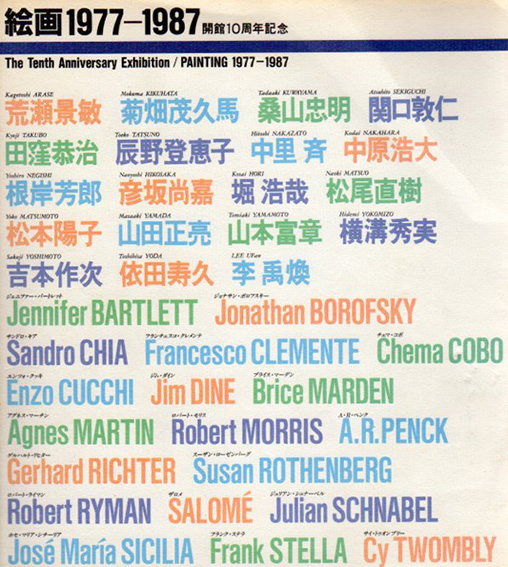 絵画1977-1987 開館10周年記念
The Tenth Anniversary Exhibition / PAINTING 1977-1987
Kagetoshi ARASE Mokuma KIKUHATA Tadaaki KUWAYAMA Atsuhito SEKIGUCHI
荒瀬景敏 菊畑茂久馬 桑山忠明 関口敦仁
Kyoji TAKUBO Toeko TATSUNO Hitoshi NAKAZATO Kodai NAKAHARA
田窪恭治 辰野登恵子 中里 斉 中原浩大
Yoshiro NEGISHI Naoyoshi HIKOSAKA Kosai HORI Naoki MATSUO
根岸芳郎 彦坂尚嘉 堀 浩哉 松尾直樹
Yoko MATSUMOTO Masaaki YAMADA Tomiaki YAMAMOTO Hidemi YOKOMIZO
松本陽子 山田正亮 山本富章 横溝秀実
Sakuji YOSHIMOTO Toshihisa YODA LEE UFan
吉本作次 依田寿久 李 禹煥
ジェニファー・バートレット ジョナサン・ボロフスキー
Jennifer BARTLETT Jonathan BOROFSKY
サンドロ・キア フランチェスコ・クレメンテ チェマ・コボ
Sandro CHIA Francesco CLEMENTE Chema COBO
エンツォ・クッキ ジム・ダイン ブライス・マーデン
Enzo CUCCHI Jim DINE Brice MARDEN
アグネス・マーチン ロバート・モリス A・R・ペンク
Agnes MARTIN Robert MORRIS A.R.PENCK
ゲルハルト・リヒター スーザン・ローゼンバーグ
Gerhard RICHTER Susan ROTHENBERG
ロバート・ライマン ザロメ ジュリアン・シュナーベル
Robert RYMAN SALOMÉ Julian SCHNABEL
ホセ・マリア・シチーリア フランク・ステラ サイ・トゥオンブリー
José María SICILIA Frank STELLA Cy TWOMBLY